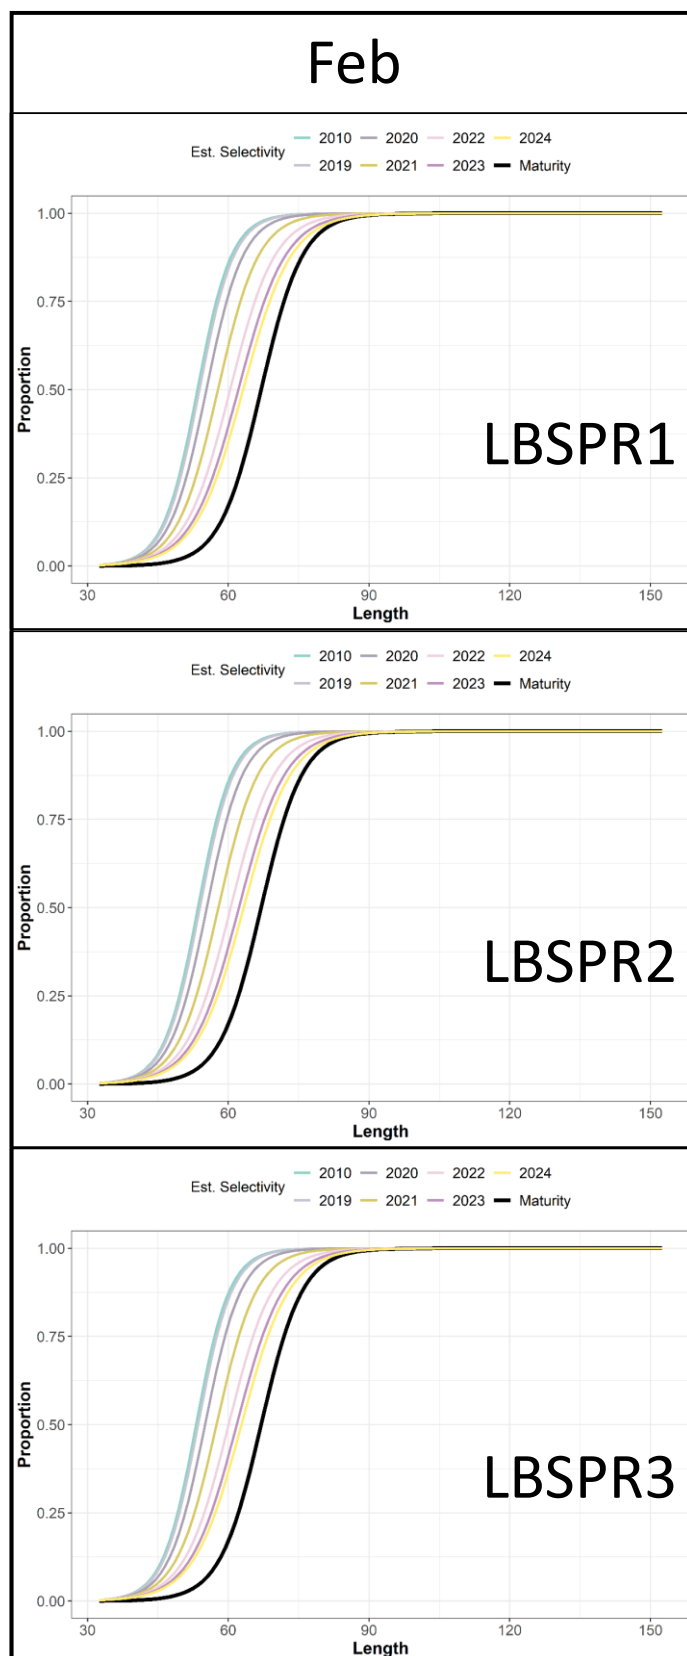 Feb
Est. Selectivity
2010 2020 2022 2024
2019 2021 2023 Maturity
Proportion
1.00
0.75
0.50
0.25
0.00
LBSPR1
30 60 90 120 150
Length
Est. Selectivity
2010 2020 2022 2024
2019 2021 2023 Maturity
Proportion
1.00
0.75
0.50
0.25
0.00
LBSPR2
30 60 90 120 150
Length
Est. Selectivity
2010 2020 2022 2024
2019 2021 2023 Maturity
Proportion
1.00
0.75
0.50
0.25
0.00
LBSPR3
30 60 90 120 150
Length